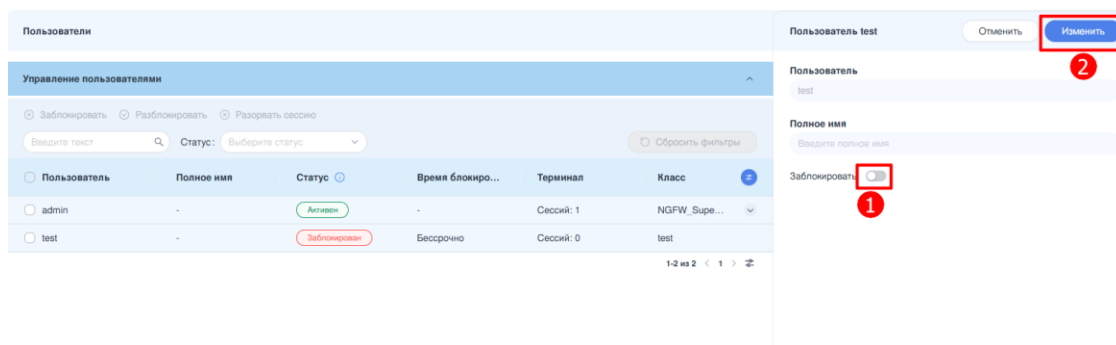 Пользователи
Управление пользователями
Заблокировать Разблокировать Разорвать сессию
Введите текст Статус: Выберите статус Сбросить фильтры
Пользователь Полное имя Статус Время блокиро... Терминал Класс
admin - Активен - Сессий: 1 NGFW_Supe...
test - Заблокирован Бессрочно Сессий: 0 test
1-2 из 2 < 1 >
Пользователь test Отменить Изменить
2
Пользователь
test
Полное имя
Введите полное имя
Заблокировать
1